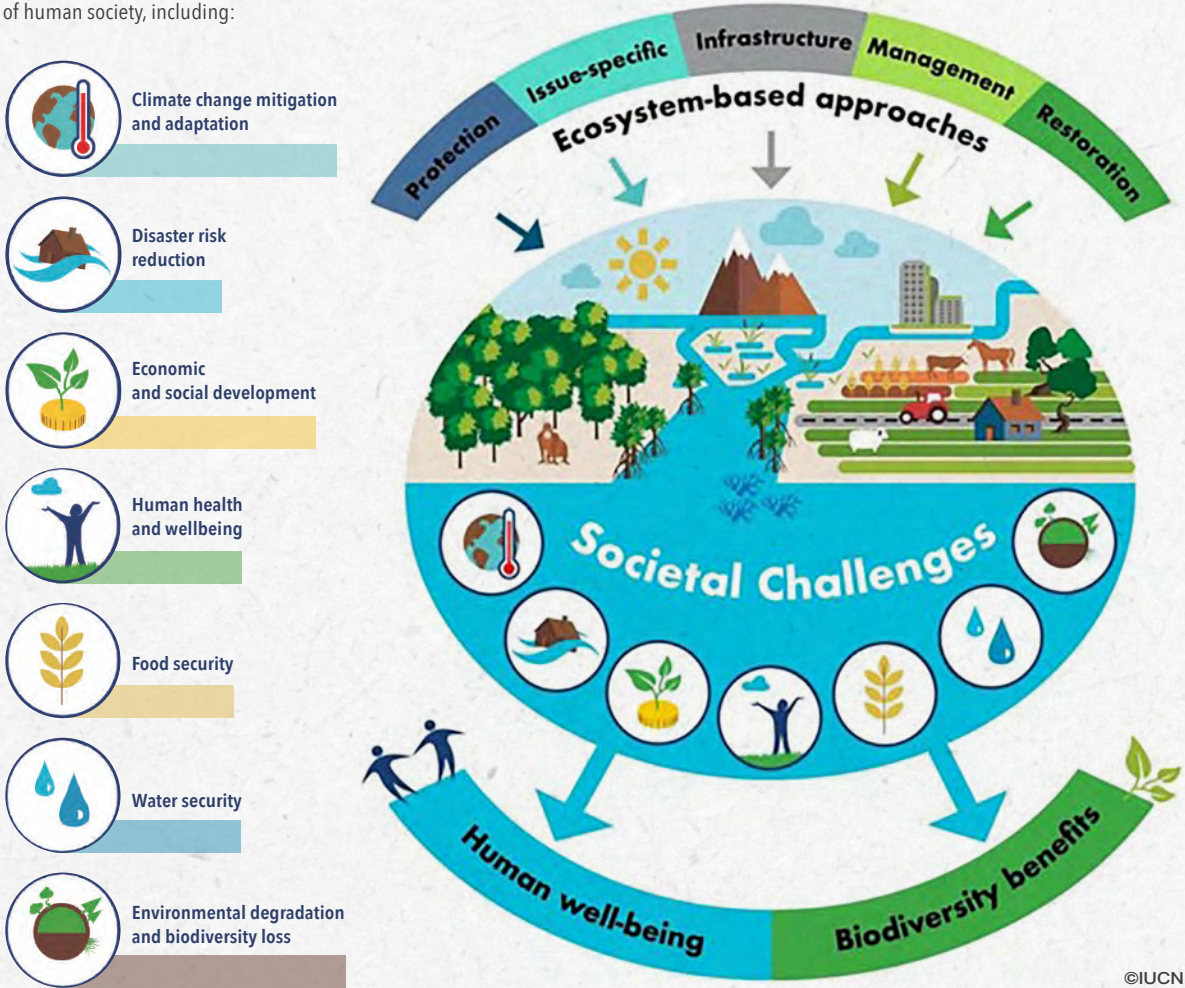 of human society, including:
Climate change mitigation
and adaptation
Disaster risk
reduction
Economic
and social development
Human health
and wellbeing
Food security
Water security
Environmental degradation
and biodiversity loss
Protection
Issue-specific
Infrastructure
Management
Restoration
Ecosystem-based approaches
Societal Challenges
Human well-being
Biodiversity benefits
©IUCN